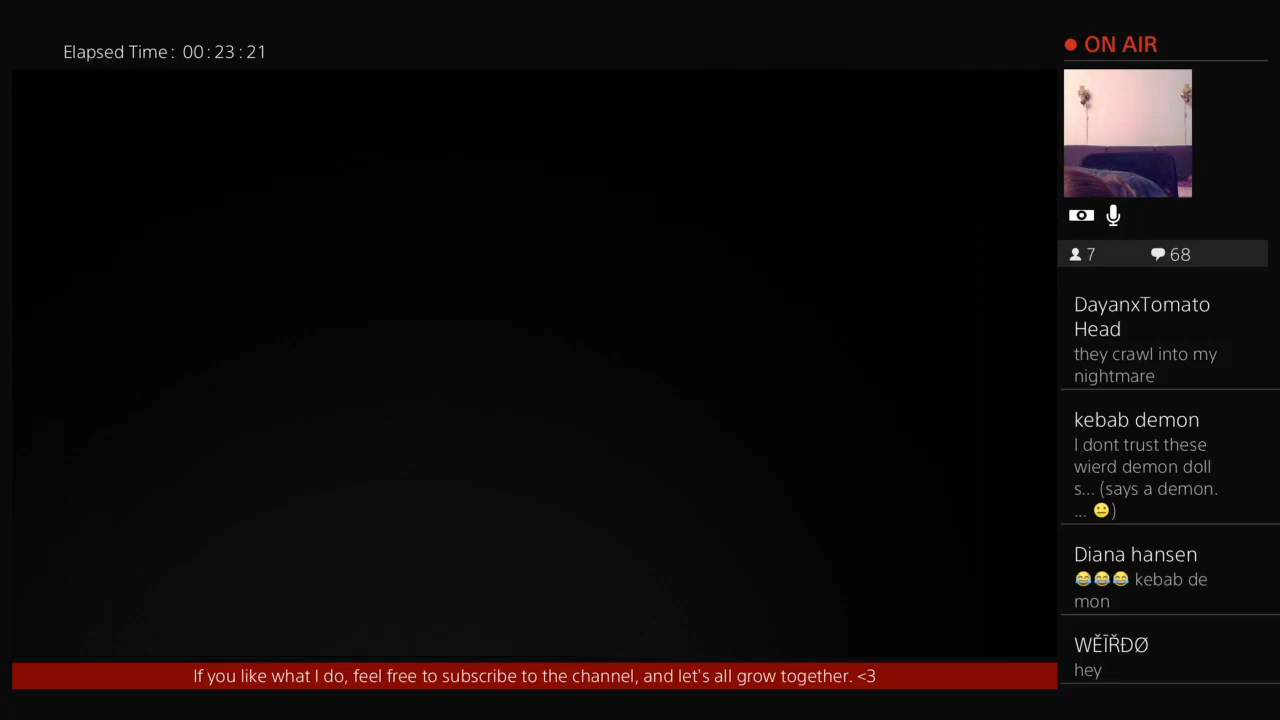 Elapsed Time: 00:23:21
ON AIR
7 68
DayanxTomato
Head
they crawl into my
nightmare
kebab demon
I dont trust these
wierd demon doll
s... (says a demon.
... 😐)
Diana hansen
😂😂😂 kebab de
mon
WĚĪŘĐØ
hey
If you like what I do, feel free to subscribe to the channel, and let's all grow together. <3